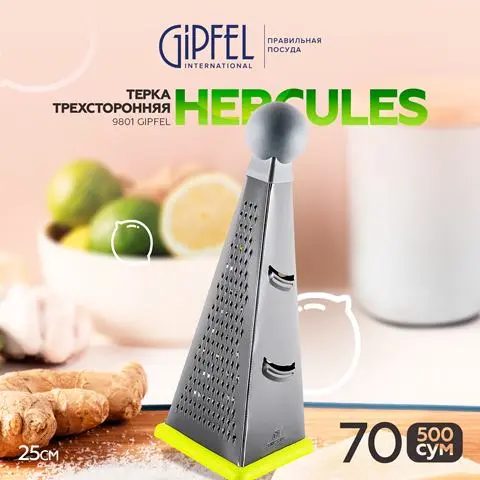 GIPFEL
INTERNATIONAL
ПРАВИЛЬНАЯ
ПОСУДА
ТЕРКА
ТРЕХСТОРОННЯЯ
9801 GIPFEL
HERCULES
25см
70 500
сум